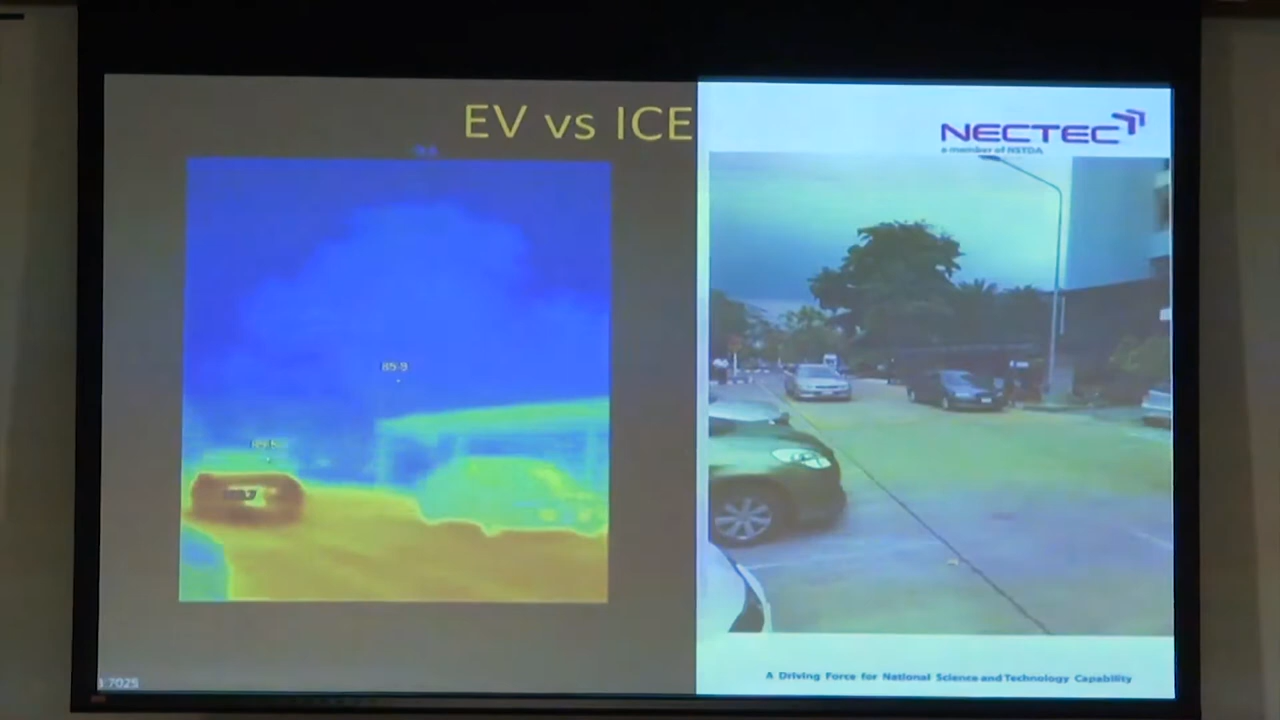 EV vs ICE
NECTEC
a member of NSTDA
A Driving Force for National Science and Technology Capability